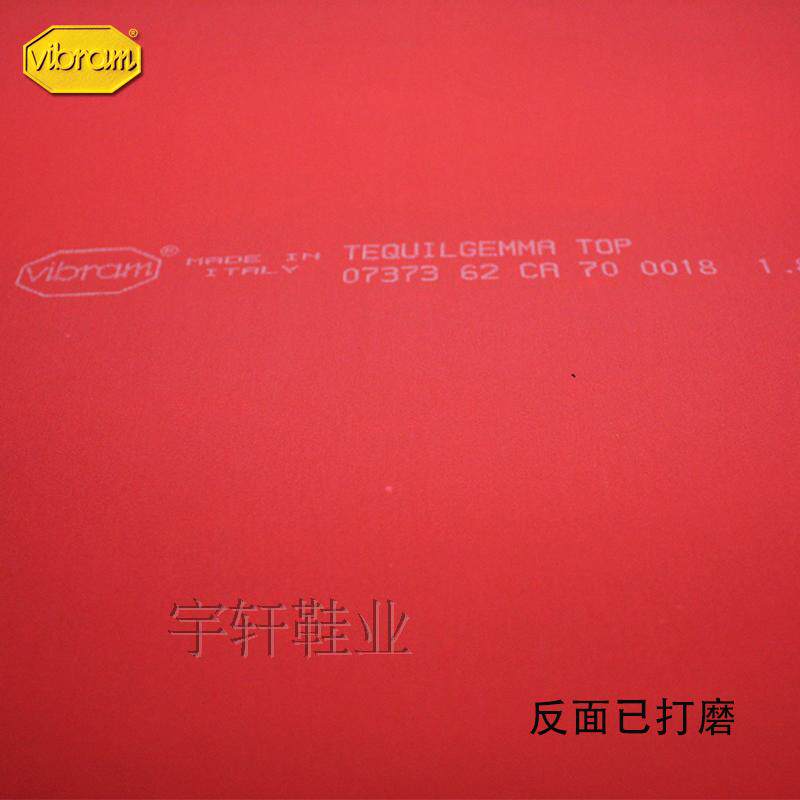 vibram®
vibram® MADE IN ITALY
TEQUILGEMMA TOP
07373 62 CA 70 0018 1.
宇轩鞋业
反面已打磨